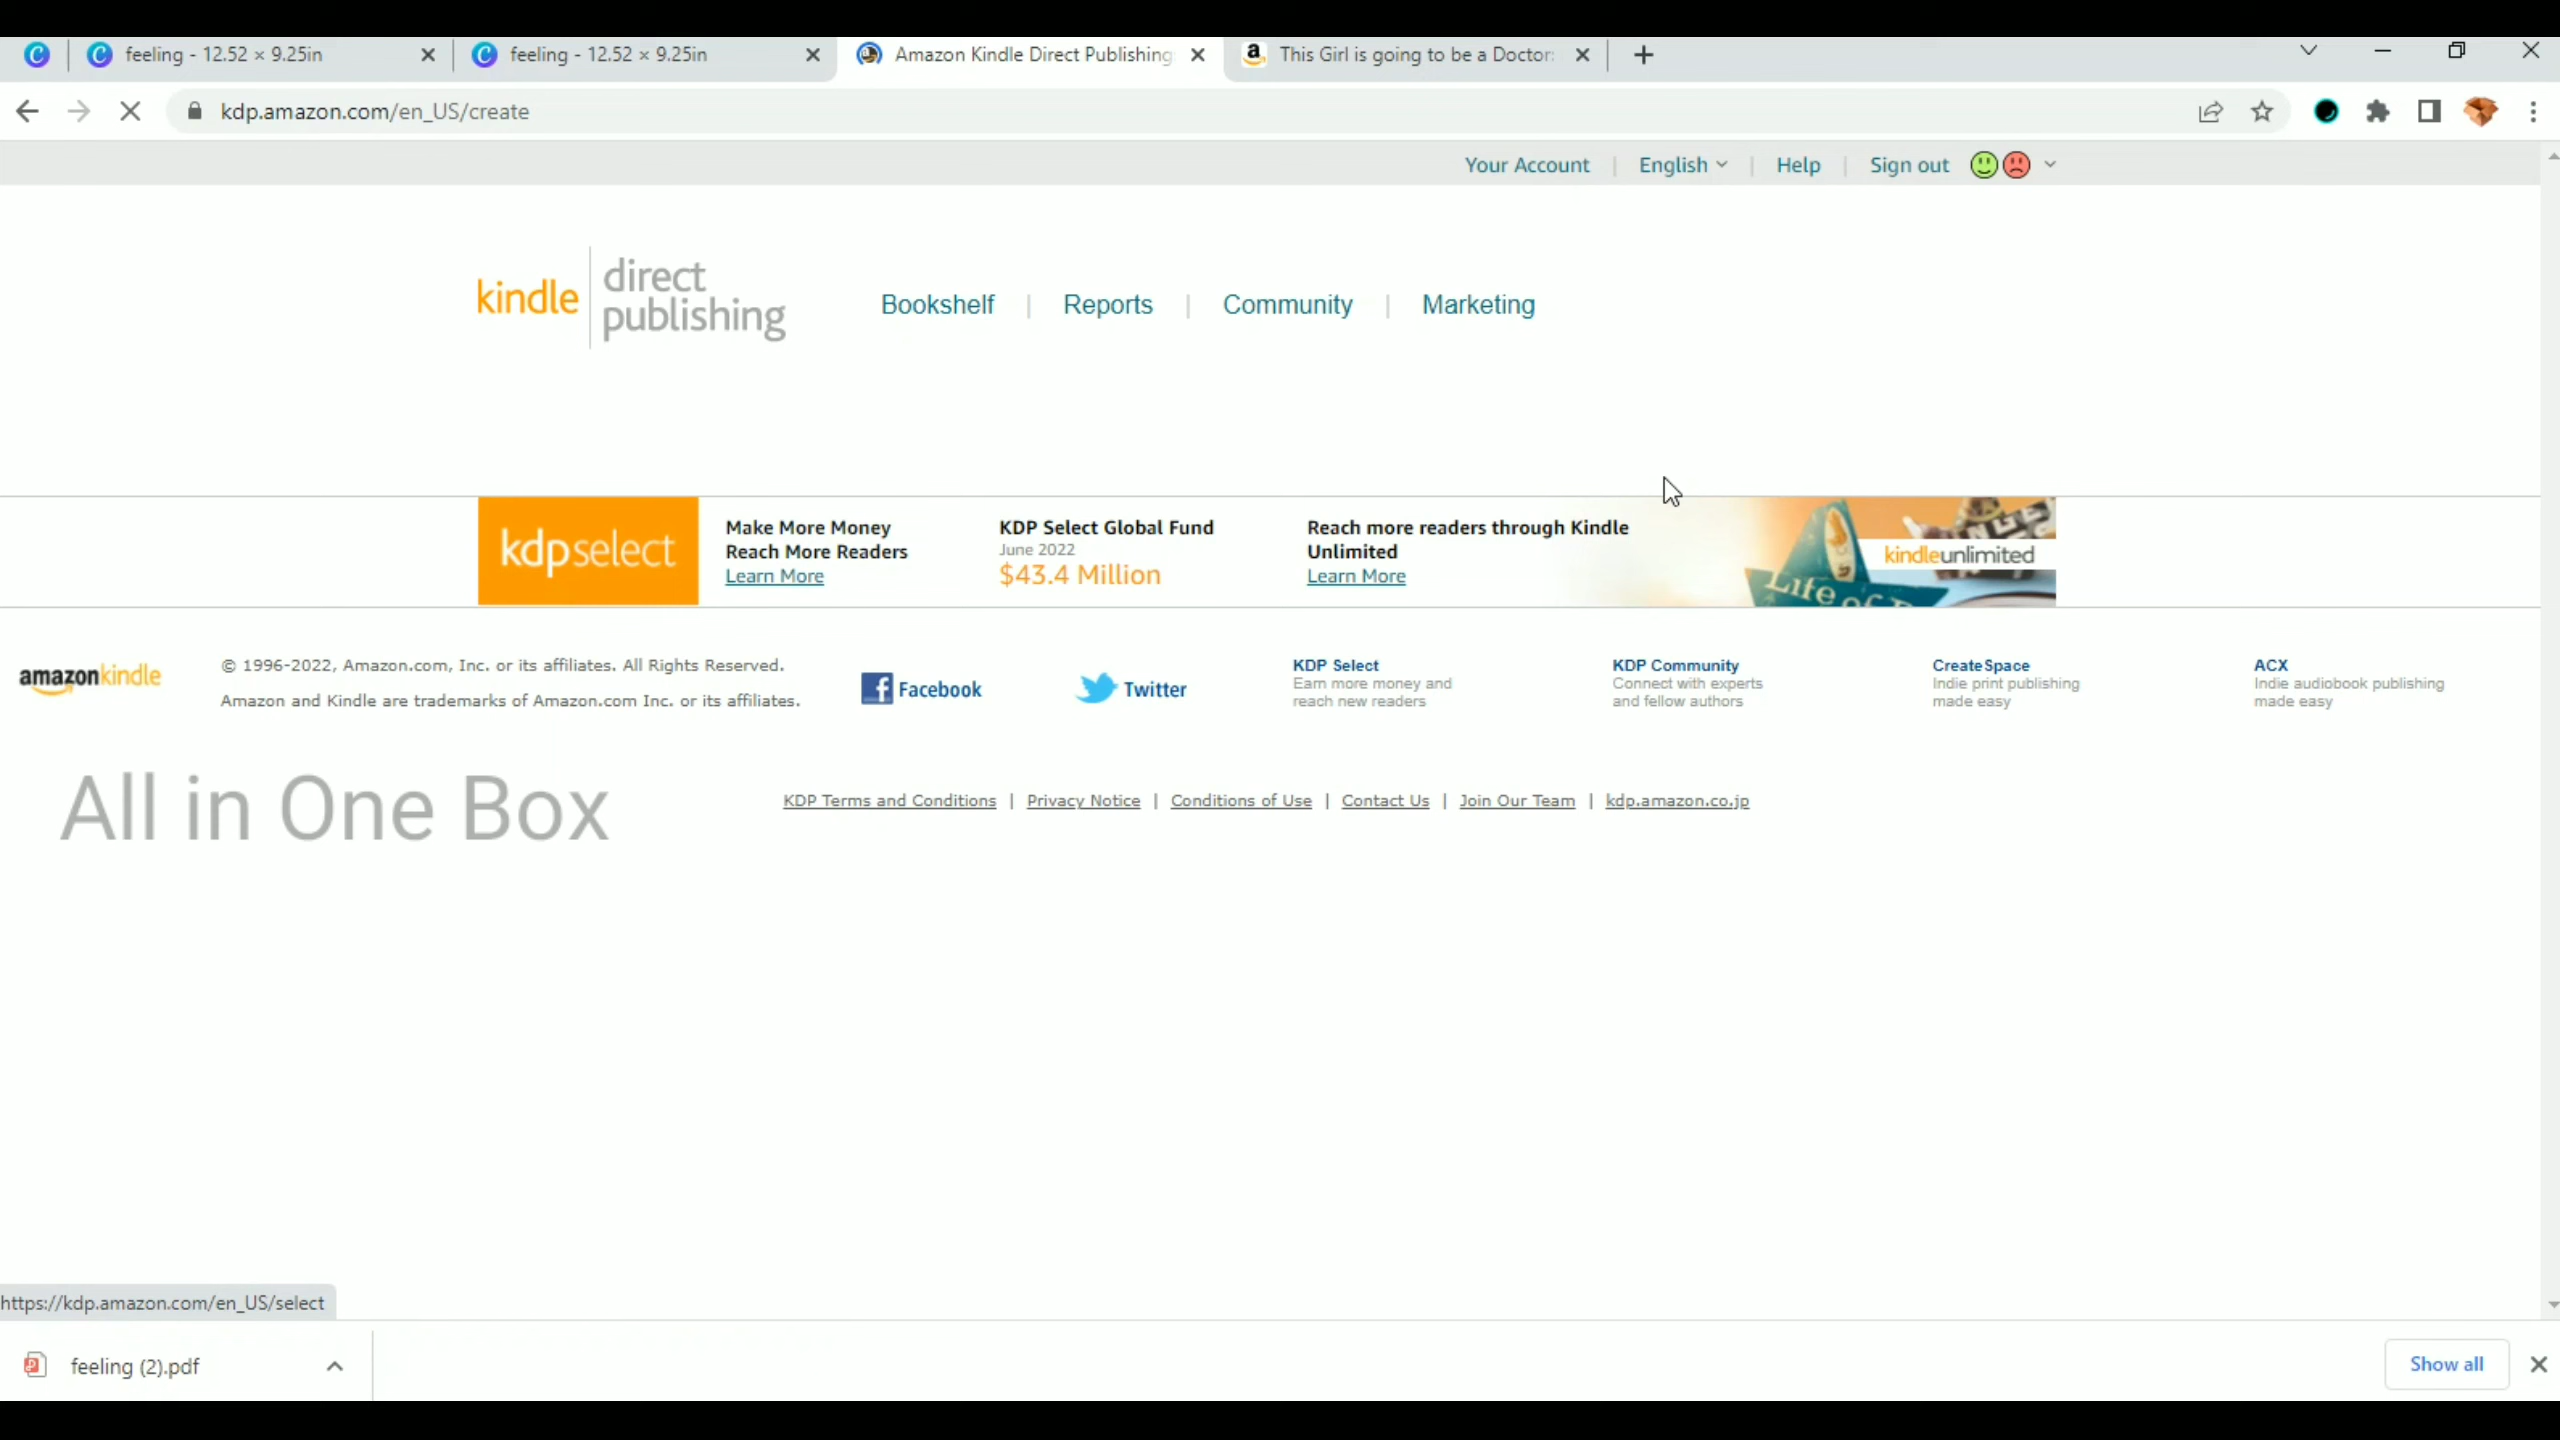 feeling - 12.52 × 9.25in
feeling - 12.52 × 9.25in
Amazon Kindle Direct Publishing
This Girl is going to be a Doctor:
kdp.amazon.com/en_US/create
Your Account | English | Help | Sign out
kindle direct publishing
Bookshelf | Reports | Community | Marketing
kdpselect
Make More Money
Reach More Readers
Learn More
KDP Select Global Fund
June 2022
$43.4 Million
Reach more readers through Kindle
Unlimited
Learn More
Life of
kindleunlimited
amazonkindle
© 1996-2022, Amazon.com, Inc. or its affiliates. All Rights Reserved.
Amazon and Kindle are trademarks of Amazon.com Inc. or its affiliates.
Facebook
Twitter
KDP Select
Earn more money and
reach new readers
KDP Community
Connect with experts
and fellow authors
CreateSpace
Indie print publishing
made easy
ACX
Indie audiobook publishing
made easy
All in One Box
KDP Terms and Conditions | Privacy Notice | Conditions of Use | Contact Us | Join Our Team | kdp.amazon.co.jp
https://kdp.amazon.com/en_US/select
feeling (2).pdf
Show all